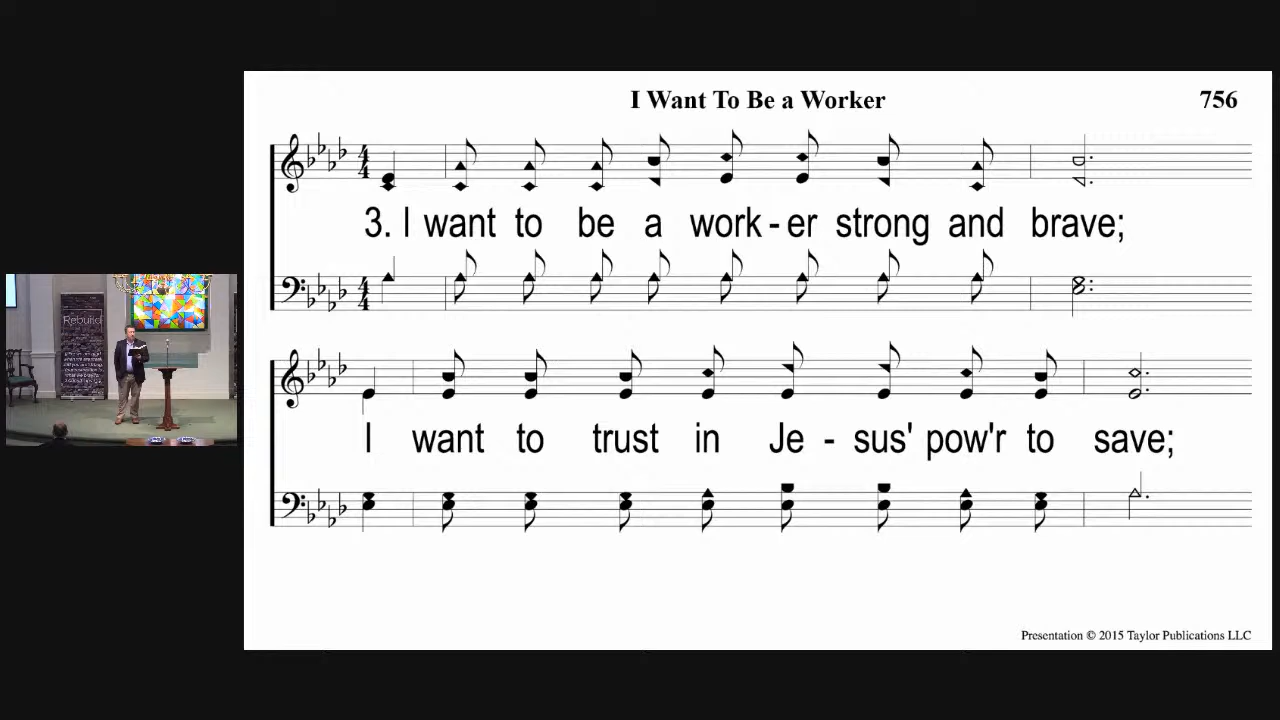 I Want To Be a Worker
756
3. I want to be a work - er strong and brave;
I want to trust in Je - sus' pow'r to save;
Presentation © 2015 Taylor Publications LLC
Rebuild